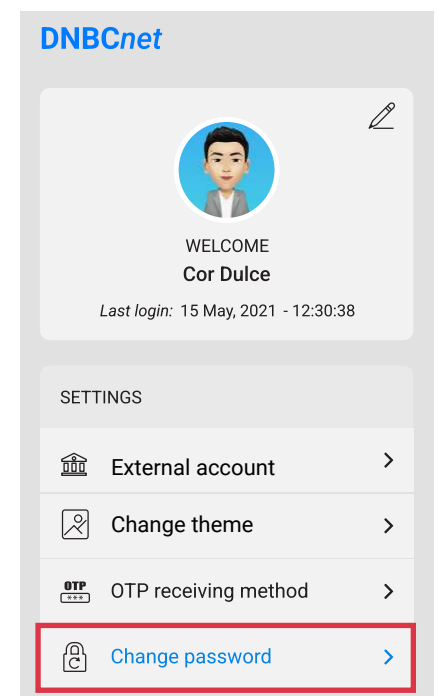 DNBCnet
WELCOME
Cor Dulce
Last login: 15 May, 2021 - 12:30:38
SETTINGS
External account
Change theme
OTP
***
OTP receiving method
Change password